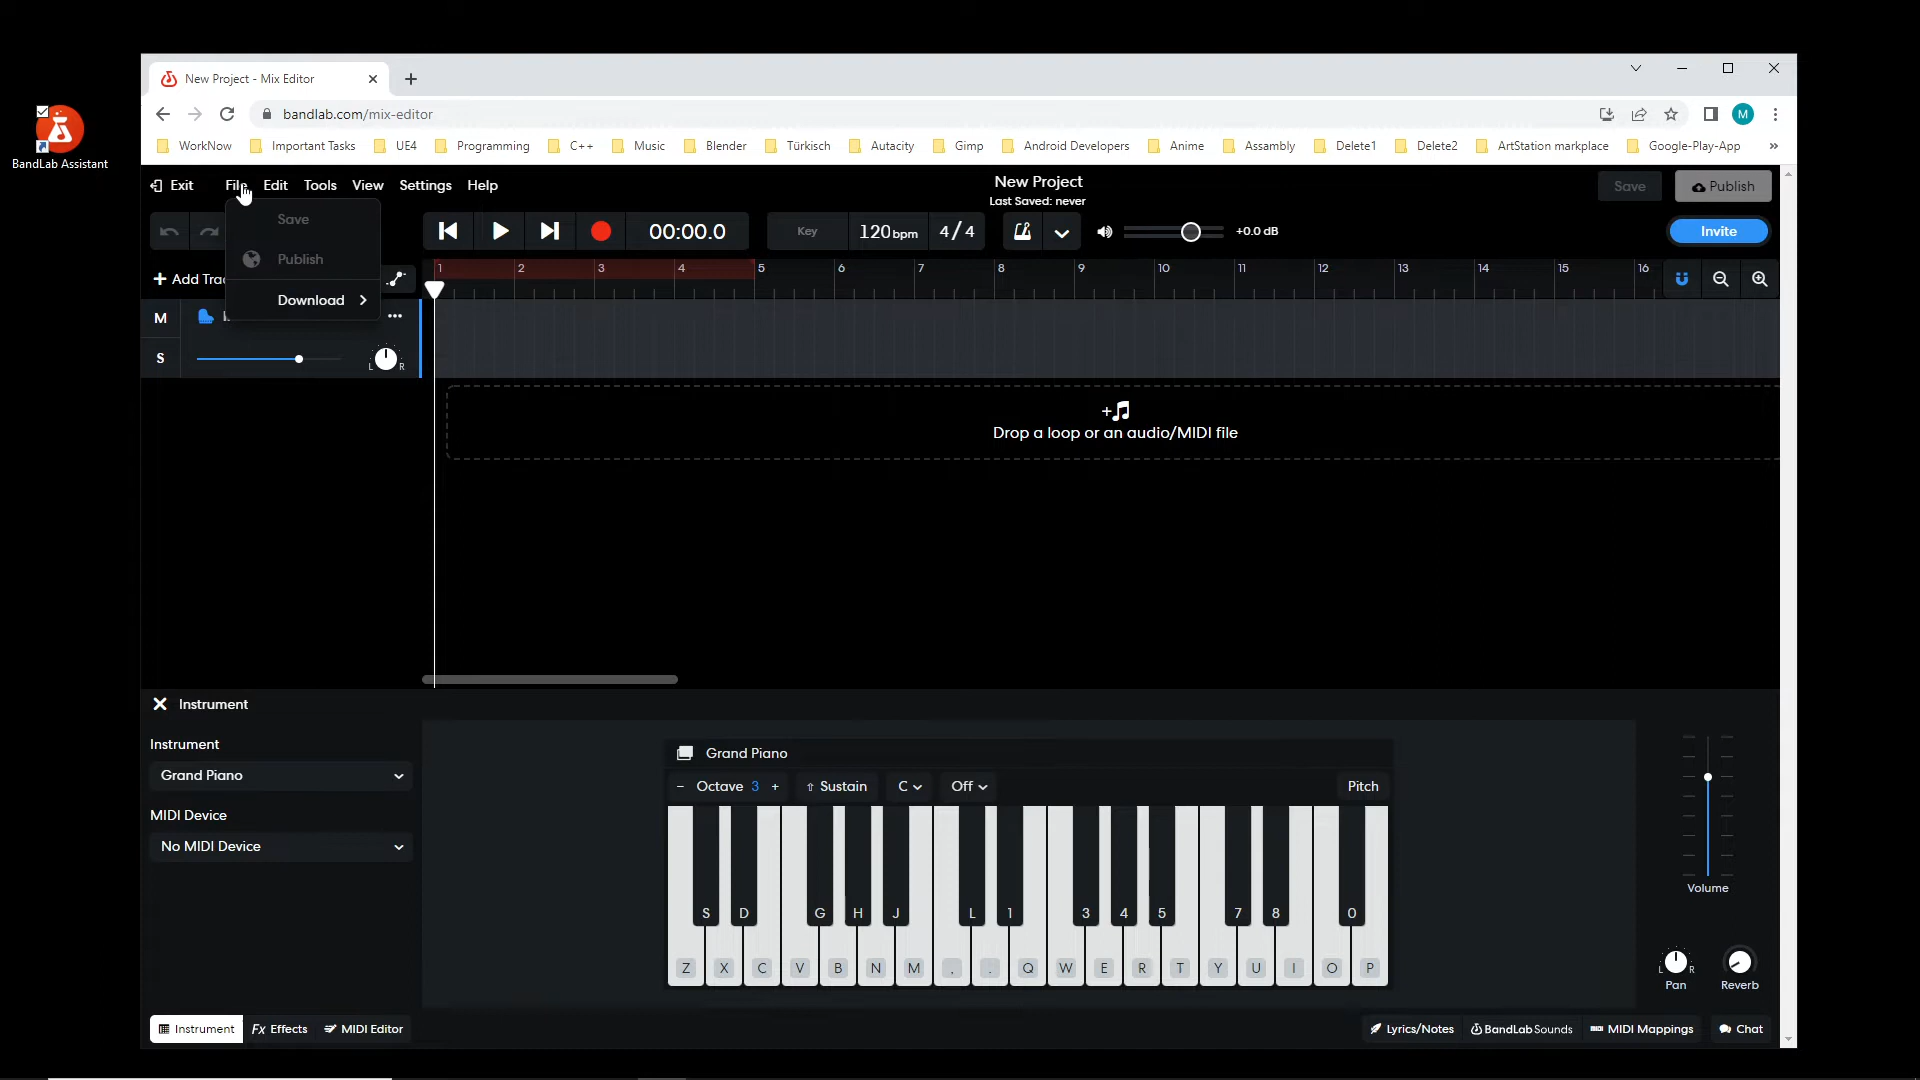 New Project - Mix Editor
bandlab.com/mix-editor
M
WorkNow Important Tasks UE4 Programming C++ Music Blender Türkisch Autacity Gimp Android Developers Anime Assambly Delete1 Delete2 ArtStation markplace Google-Play-App »
BandLab Assistant
Exit File Edit Tools View Settings Help
New Project
Last Saved: never
Save Publish
Save
Publish
Download
00:00.0 Key 120bpm 4/4 +0.0 dB Invite
+ Add
1 2 3 4 5 6 7 8 9 10 11 12 13 14 15 16
M
S
L R
Drop a loop or an audio/MIDI file
Instrument
Instrument
Grand Piano
MIDI Device
No MIDI Device
Grand Piano
- Octave 3 + ⇧ Sustain C Off Pitch
S D G H J L 1 3 4 5 7 8 0
Z X C V B N M , . Q W E R T Y U I O P
Volume
L R
Pan Reverb
Instrument Fx Effects MIDI Editor
Lyrics/Notes BandLab Sounds MIDI Mappings Chat